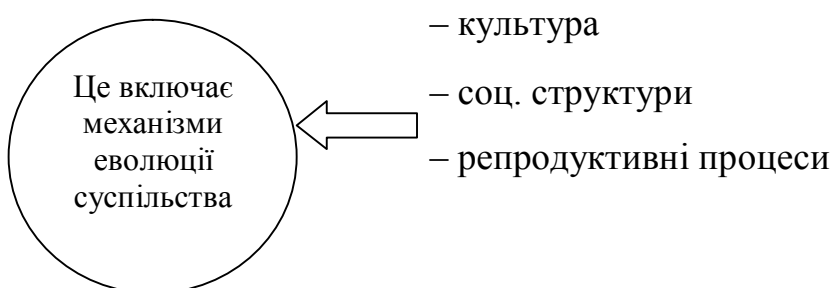 Це включає
механізми
еволюції
суспільства
– культура
– соц. структури
– репродуктивні процеси